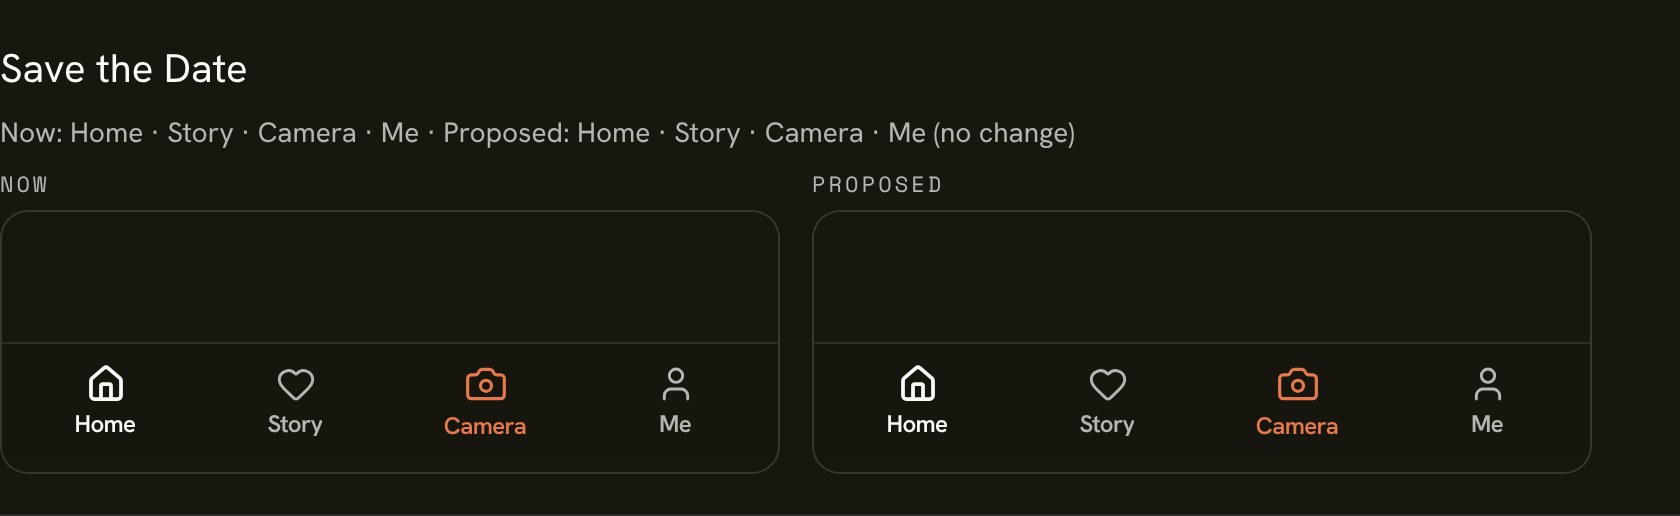 Save the Date
Now: Home · Story · Camera · Me · Proposed: Home · Story · Camera · Me (no change)
NOW
PROPOSED
Home
Story
Camera
Me
Home
Story
Camera
Me